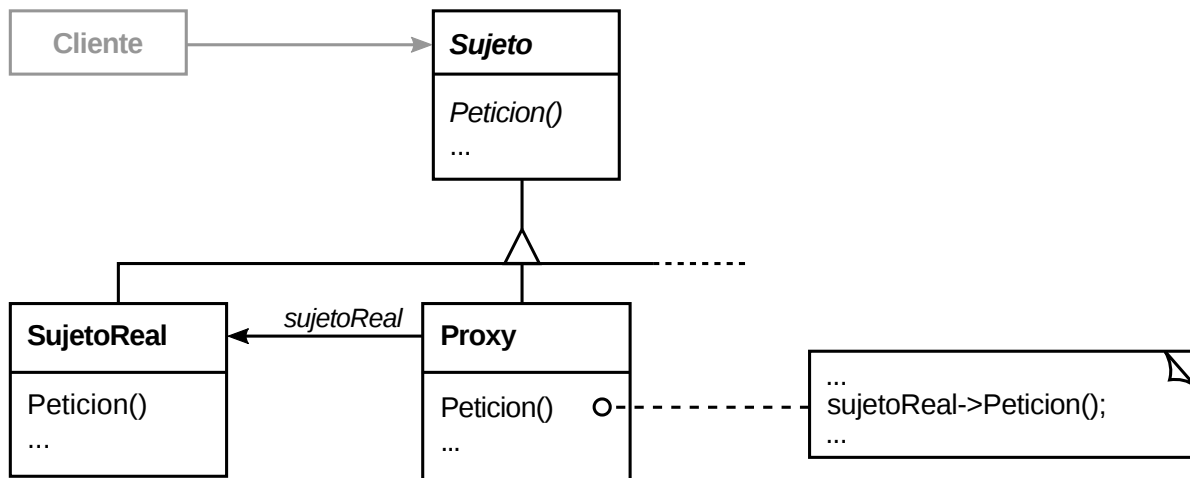 Cliente
Sujeto
Peticion()
...
sujetoReal
SujetoReal
Peticion()
...
Proxy
Peticion()
...
...
sujetoReal->Peticion();
...